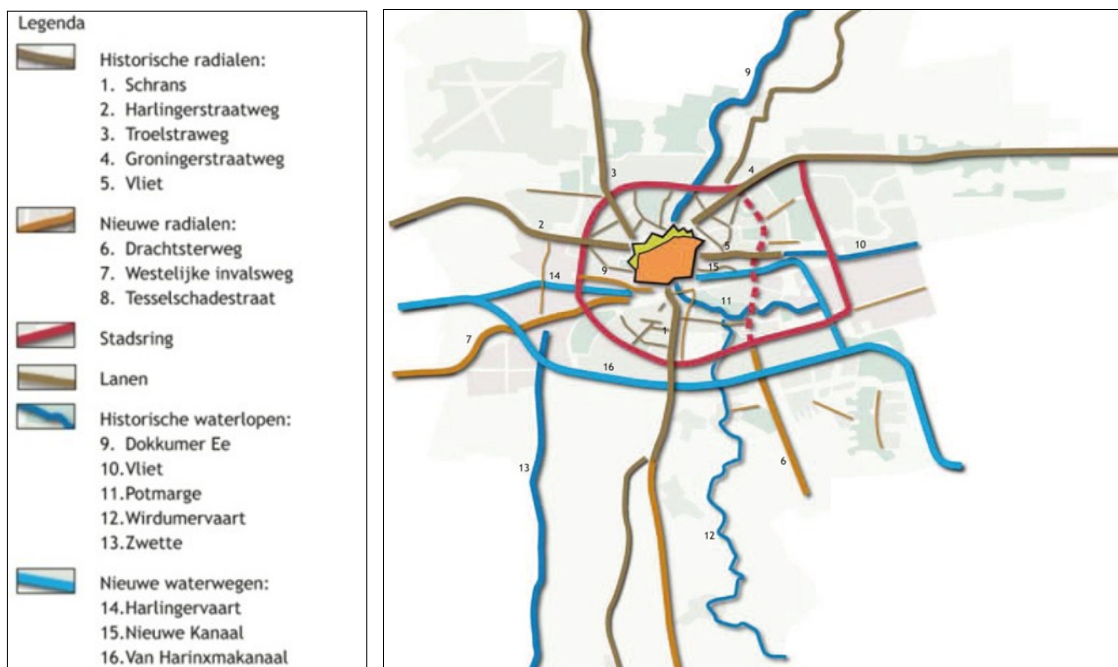 Legenda
Historische radialen:
1. Schrans
2. Harlingerstraatweg
3. Troelstraweg
4. Groningerstraatweg
5. Vliet
Nieuwe radialen:
6. Drachtsterweg
7. Westelijke invalsweg
8. Tesselschadestraat
Stadsring
Lanen
Historische waterlopen:
9. Dokkumer Ee
10.Vliet
11.Potmarge
12.Wirdumervaart
13.Zwette
Nieuwe waterwegen:
14.Harlingervaart
15.Nieuwe Kanaal
16.Van Harinxmakanaal
9
3
4
2
5
10
15
9
14
11
1
7
16
6
13
12